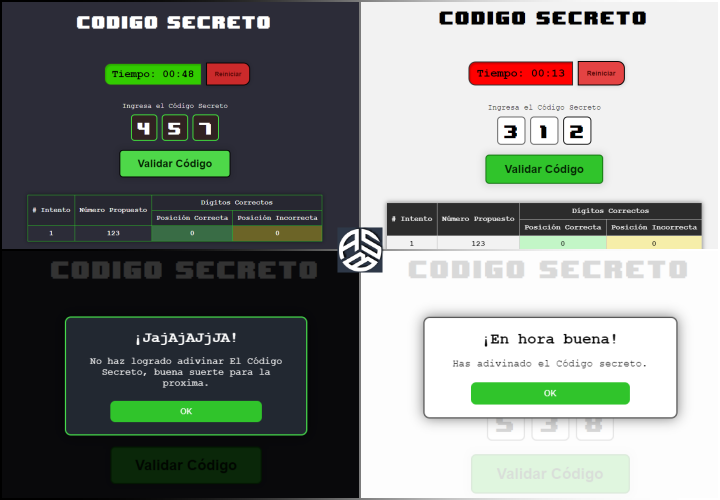 CODIGO SECRETO
Tiempo: 00:48
Reiniciar
Ingresa el Código Secreto
4 5 7
Validar Código
# Intento Número Propuesto Digitos Correctos
Posición Correcta Posición Incorrecta
1 123 0 0
CODIGO SECRETO
Tiempo: 00:13
Reiniciar
Ingresa el Código Secreto
3 1 2
Validar Código
# Intento Número Propuesto Digitos Correctos
Posición Correcta Posición Incorrecta
1 123 0 0
CODIGO SECRETO
¡JajAjAJjJA!
No haz logrado adivinar El Código
Secreto, buena suerte para la
proxima.
OK
Validar Código
CODIGO SECRETO
¡En hora buena!
Has adivinado el Código secreto.
OK
5 3 8
Validar Código